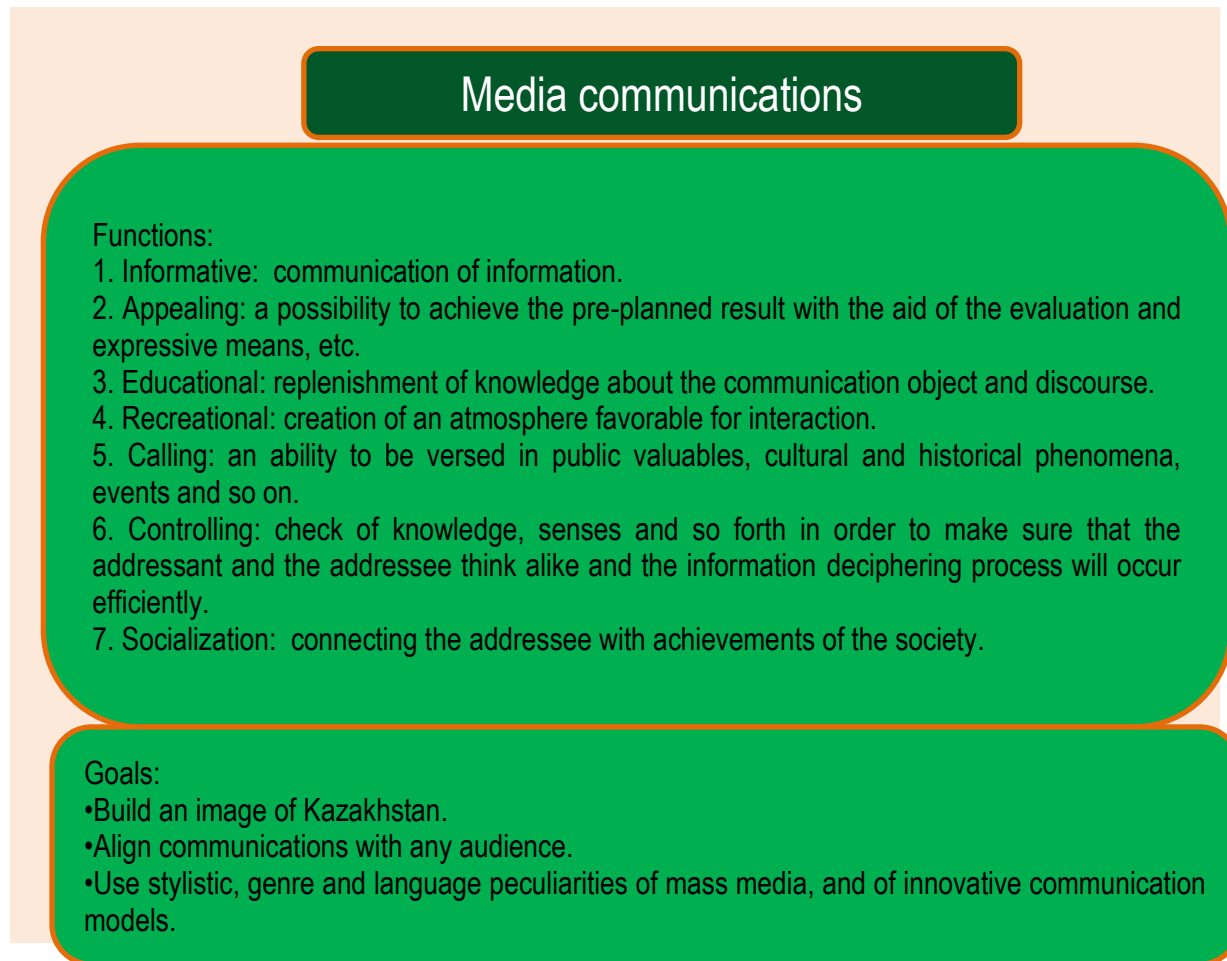 Media communications
Functions:
1. Informative:  communication of information.
2. Appealing: a possibility to achieve the pre-planned result with the aid of the evaluation and
expressive means, etc.
3. Educational: replenishment of knowledge about the communication object and discourse.
4. Recreational: creation of an atmosphere favorable for interaction.
5. Calling: an ability to be versed in public valuables, cultural and historical phenomena,
events and so on.
6. Controlling: check of knowledge, senses and so forth in order to make sure that the
addressant and the addressee think alike and the information deciphering process will occur
efficiently.
7. Socialization:  connecting the addressee with achievements of the society.
Goals:
•Build an image of Kazakhstan.
•Align communications with any audience.
•Use stylistic, genre and language peculiarities of mass media, and of innovative communication
models.